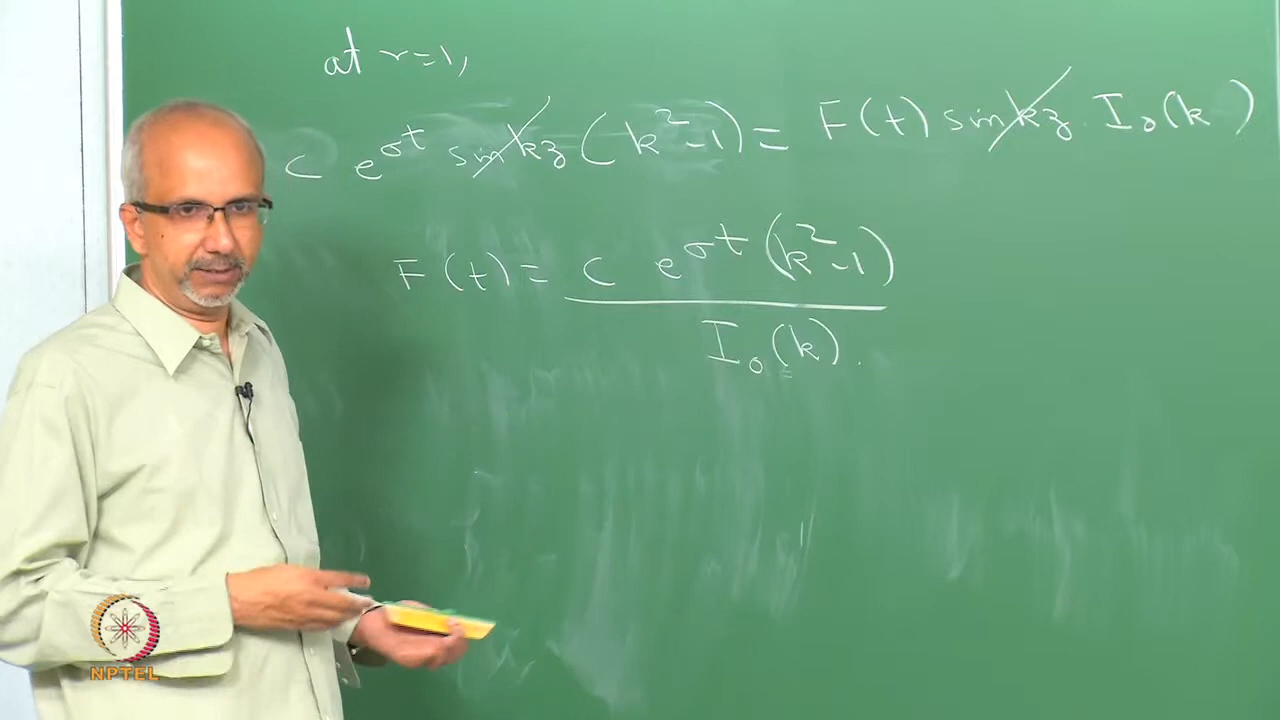 at r=1,
C e^{σt} sin kz (k²-1) = F(t) sin kz . I₀(k)
F(t) = C e^{σt} (k²-1)
I₀(k).
NPTEL